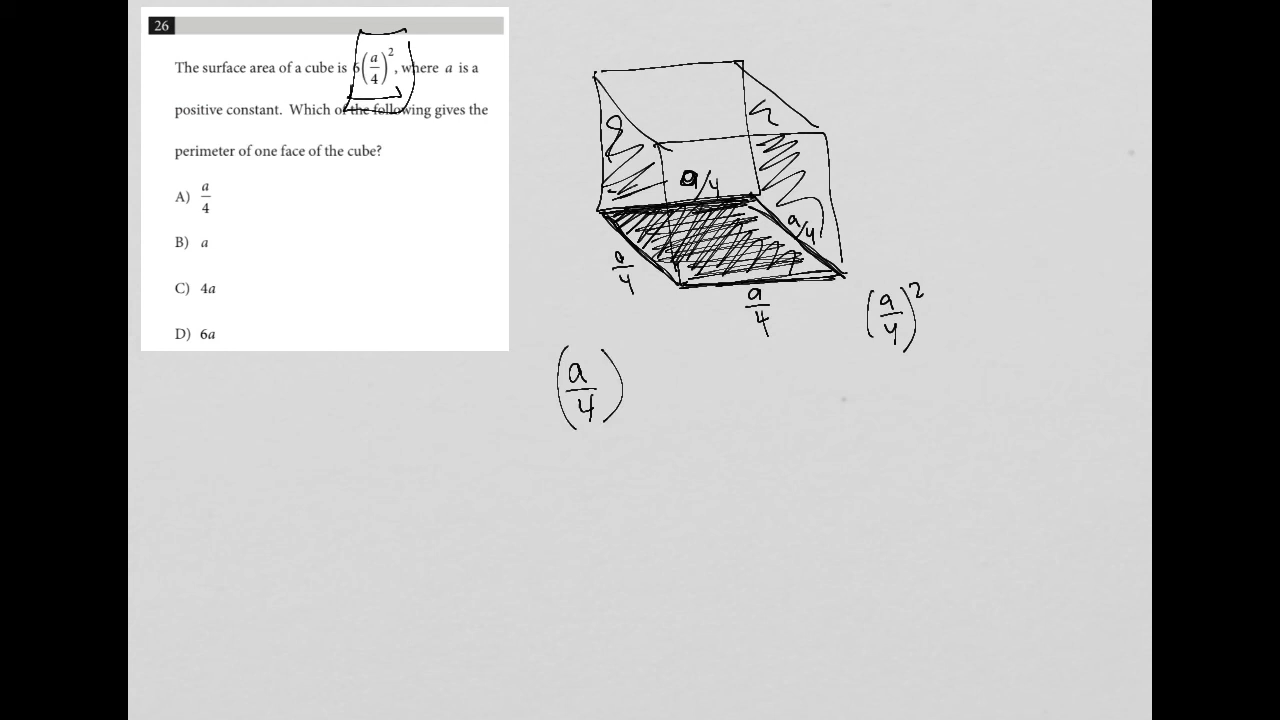 26
The surface area of a cube is 6(a/4)², where a is a
positive constant. Which of the following gives the
perimeter of one face of the cube?
A) a/4
B) a
C) 4a
D) 6a
a/4
a/4
a/4
a/4
(a/4)²
(a/4)